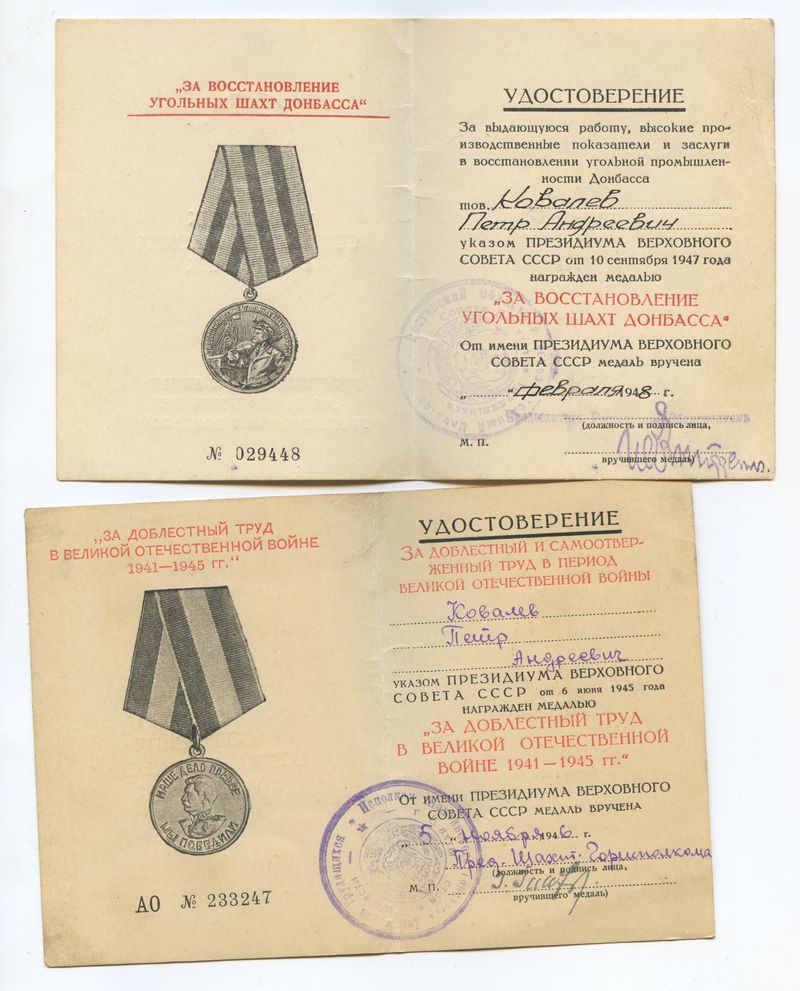 „ЗА ВОССТАНОВЛЕНИЕ
УГОЛЬНЫХ ШАХТ ДОНБАССА“
№ 029448
УДОСТОВЕРЕНИЕ
За выдающуюся работу, высокие про-
изводственные показатели и заслуги
в восстановлении угольной промышлен-
ности Донбасса
тов. Ковалев
Петр Андреевич
указом ПРЕЗИДИУМА ВЕРХОВНОГО
СОВЕТА СССР от 10 сентября 1947 года
награжден медалью
„ЗА ВОССТАНОВЛЕНИЕ
УГОЛЬНЫХ ШАХТ ДОНБАССА“
От имени ПРЕЗИДИУМА ВЕРХОВНОГО
СОВЕТА СССР медаль вручена
„ “ февраля 1948 г.
(должность и подпись лица,
М. П.
вручившего медаль)
„ЗА ДОБЛЕСТНЫЙ ТРУД
В ВЕЛИКОЙ ОТЕЧЕСТВЕННОЙ ВОЙНЕ
1941—1945 гг.“
НАШЕ ДЕЛО ПРАВОЕ
МЫ ПОБЕДИЛИ
АО № 233247
УДОСТОВЕРЕНИЕ
ЗА ДОБЛЕСТНЫЙ И САМООТВЕР-
ЖЕННЫЙ ТРУД В ПЕРИОД
ВЕЛИКОЙ ОТЕЧЕСТВЕННОЙ ВОЙНЫ
Ковалев
Петр
Андреевич
УКАЗОМ ПРЕЗИДИУМА ВЕРХОВНОГО
СОВЕТА СССР от 6 июня 1945 года
НАГРАЖДЕН МЕДАЛЬЮ
„ЗА ДОБЛЕСТНЫЙ ТРУД
В ВЕЛИКОЙ ОТЕЧЕСТВЕННОЙ
ВОЙНЕ 1941—1945 гг.“
От имени ПРЕЗИДИУМА ВЕРХОВНОГО
СОВЕТА СССР МЕДАЛЬ ВРУЧЕНА
„5“ ноября 1946 г.
Пред. Шахт. Горисполкома
(должность и подпись лица,
М. П.
вручившего медаль)